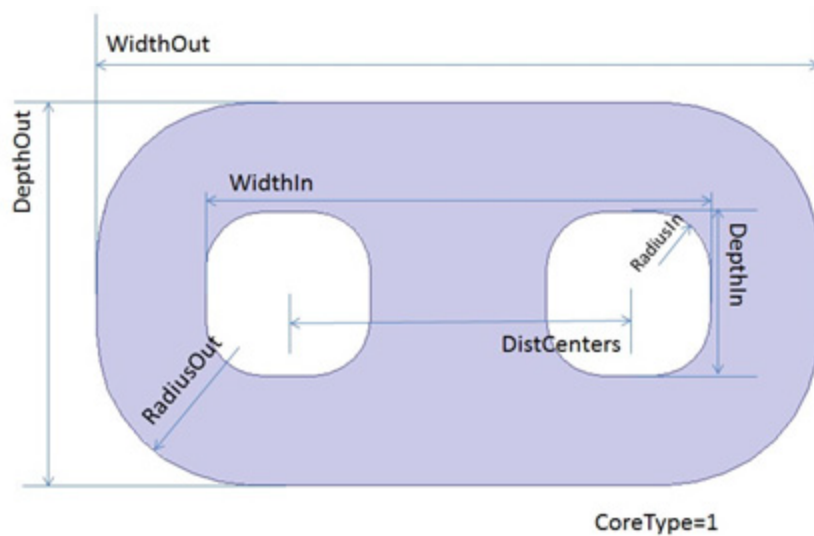 WidthOut
DepthOut
WidthIn
RadiusIn
DepthIn
DistCenters
RadiusOut
CoreType=1